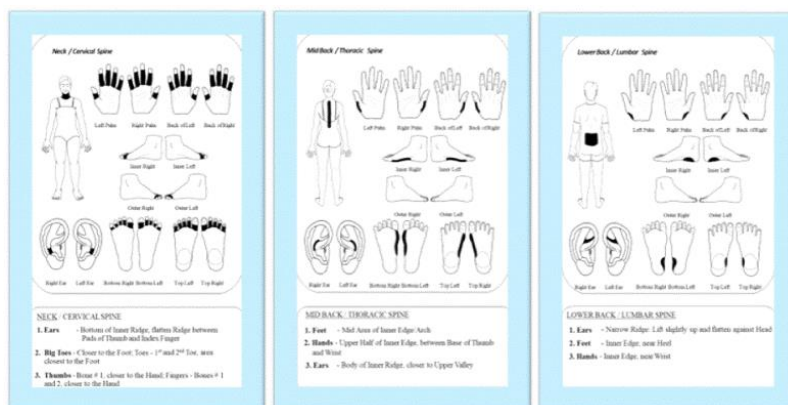 Neck / Cervical Spine
Left Palm Right Palm Back of Left Back of Right
Inner Right Inner Left
Outer Right Outer Left
Right Ear Left Ear Bottom Right Bottom Left Top Left Top Right
NECK / CERVICAL SPINE
1. Ears - Bottom of Inner Ridge, flatten Ridge between
Pads of Thumb and Index Finger
2. Big Toes - Closer to the Foot; Toes - 1st and 2nd Toe, area
closest to the Foot
3. Thumbs - Bone # 1, closer to the Hand; Fingers - Bones # 1
and 2, closer to the Hand
Mid Back / Thoracic Spine
Left Palm Right Palm Back of Left Back of Right
Inner Right Inner Left
Outer Right Outer Left
Right Ear Left Ear Bottom Right Bottom Left Top Left Top Right
MID BACK / THORACIC SPINE
1. Feet - Mid Area of Inner Edge/Arch
2. Hands - Upper Half of Inner Edge, between Base of Thumb
and Wrist
3. Ears - Body of Inner Ridge, closer to Upper Valley
Lower Back / Lumbar Spine
Left Palm Right Palm Back of Left Back of Right
Inner Right Inner Left
Outer Right Outer Left
Right Ear Left Ear Bottom Right Bottom Left Top Left Top Right
LOWER BACK / LUMBAR SPINE
1. Ears - Narrow Ridge: Lift slightly up and flatten against Head
2. Feet - Inner Edge, near Heel
3. Hands - Inner Edge, near Wrist